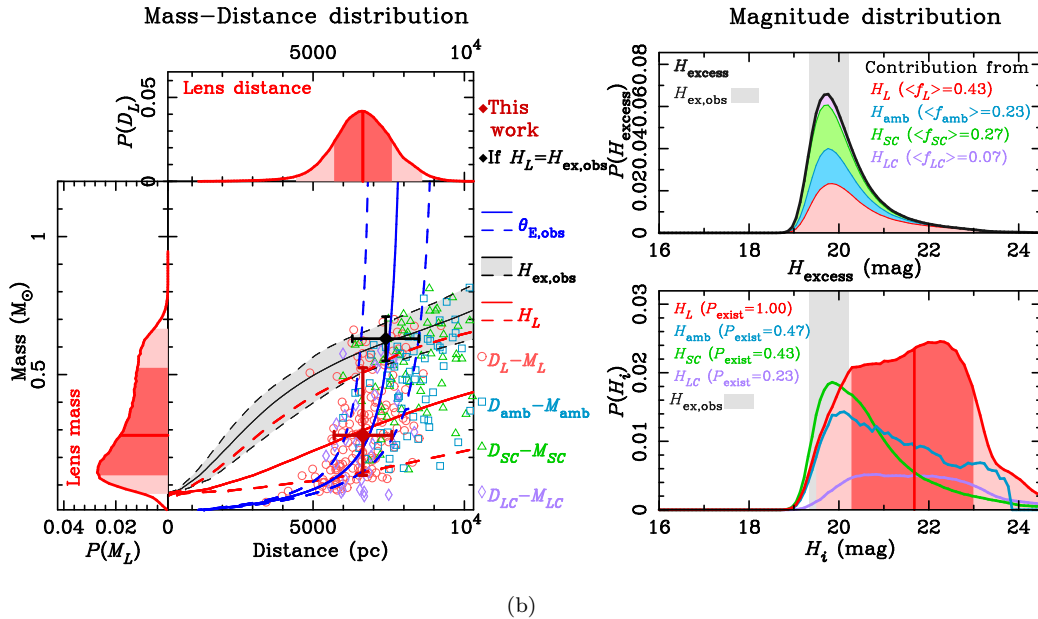 Mass−Distance distribution
5000 10⁴
Lens distance
P(D_L)
0 0.05
This work
If H_L=H_ex,obs
θ_E,obs
H_ex,obs
H_L
D_L−M_L
D_amb−M_amb
D_SC−M_SC
D_LC−M_LC
Mass (M_⊙)
0.5 1
Lens mass
0.04 0.02 0
P(M_L)
0 5000 10⁴
Distance (pc)
Magnitude distribution
H_excess
H_ex,obs
Contribution from
H_L (<f_L>=0.43)
H_amb (<f_amb>=0.23)
H_SC (<f_SC>=0.27)
H_LC (<f_LC>=0.07)
P(H_excess)
0 0.02 0.04 0.06 0.08
16 18 20 22 24
H_excess (mag)
H_L (P_exist=1.00)
H_amb (P_exist=0.47)
H_SC (P_exist=0.43)
H_LC (P_exist=0.23)
H_ex,obs
P(H_i)
0 0.01 0.02 0.03
16 18 20 22 24
H_i (mag)
(b)